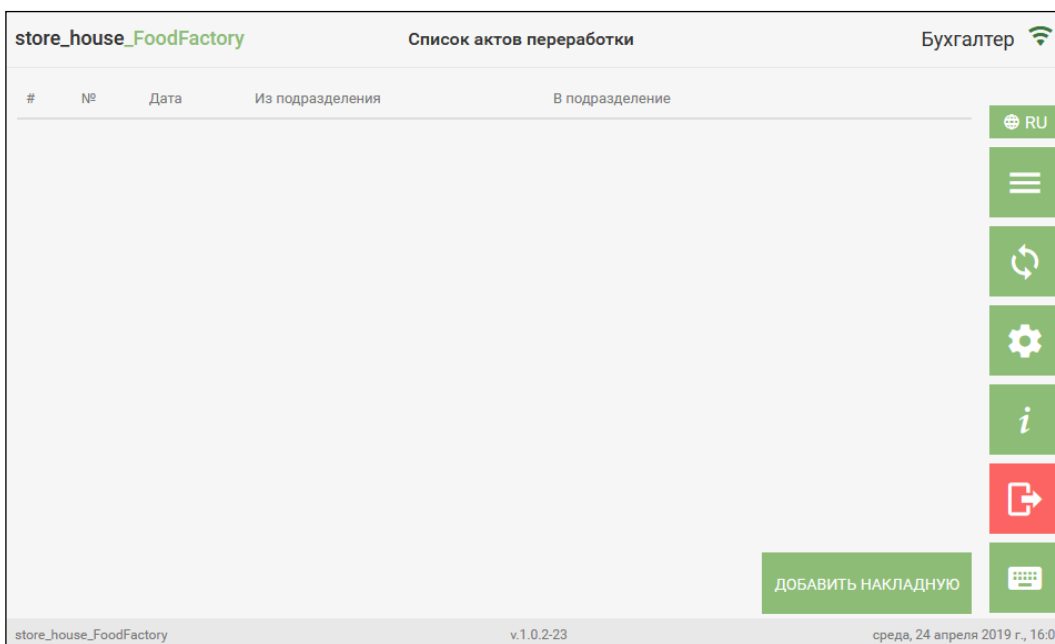 store_house_FoodFactory Список актов переработки Бухгалтер
# № Дата Из подразделения В подразделение
RU
i
ДОБАВИТЬ НАКЛАДНУЮ
store_house_FoodFactory v.1.0.2-23 среда, 24 апреля 2019 г., 16:0